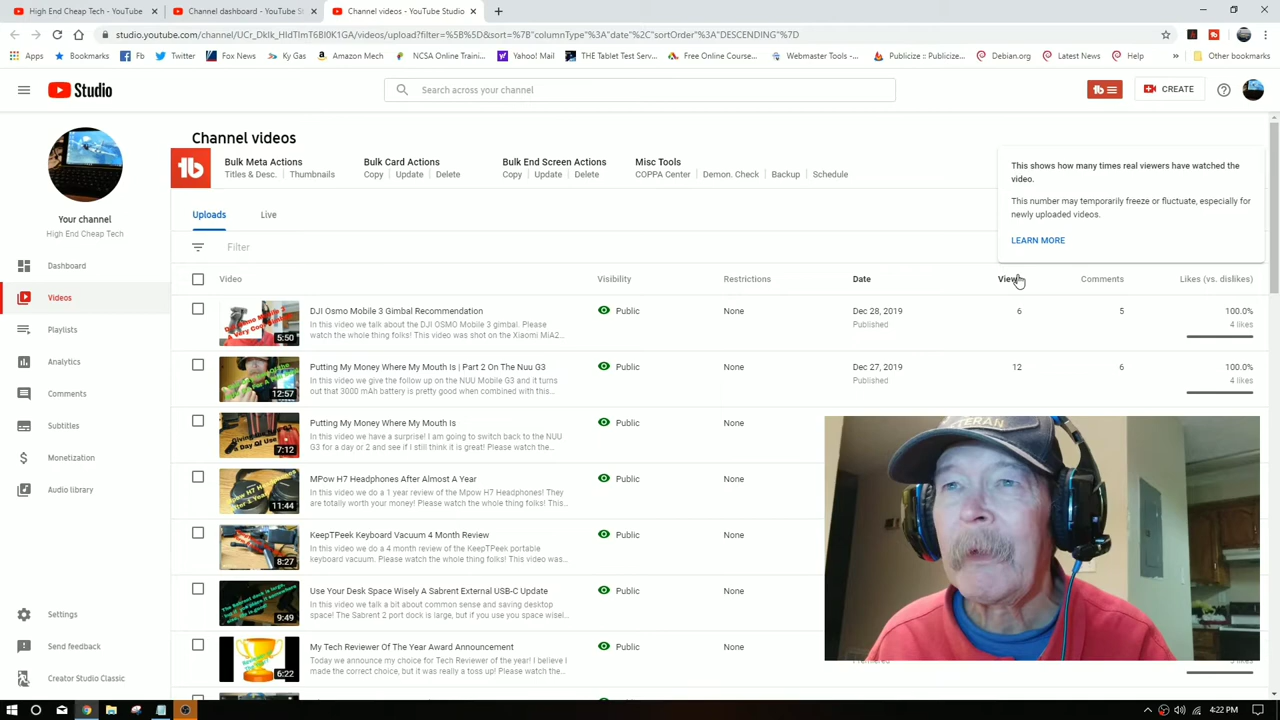 High End Cheap Tech - YouTube
Channel dashboard - YouTube S
Channel videos - YouTube Studio
studio.youtube.com/channel/UCr_Dklk_HIdTImT6BI0K1GA/videos/upload?filter=%5B%5D&sort=%7B"columnType"%3A"date"%2C"sortOrder"%3A"DESCENDING"%7D
Apps Bookmarks Fb Twitter Fox News Ky Gas Amazon Mech NCSA Online Traini... Yahoo! Mail THE Tablet Test Serv... Free Online Course... Webmaster Tools -... Publicize :: Publicize... Debian.org Latest News Help » Other bookmarks
Studio
Search across your channel
tb
CREATE
Channel videos
tb
Bulk Meta Actions
Titles & Desc. Thumbnails
Bulk Card Actions
Copy Update Delete
Bulk End Screen Actions
Copy Update Delete
Misc Tools
COPPA Center Demon. Check Backup Schedule
This shows how many times real viewers have watched the
video.
This number may temporarily freeze or fluctuate, especially for
newly uploaded videos.
LEARN MORE
Your channel
High End Cheap Tech
Dashboard
Videos
Playlists
Analytics
Comments
Subtitles
Monetization
Audio library
Settings
Send feedback
Creator Studio Classic
Uploads Live
Filter
Video Visibility Restrictions Date Comments Likes (vs. dislikes)
5:50
DJI Osmo Mobile 3 Gimbal Recommendation
In this video we talk about the DJI OSMO Mobile 3 gimbal. Please
watch the whole thing folks! This video was shot on the Xiaomi MiA2...
Public None Dec 28, 2019 6 5 100.0%
Published 4 likes
12:57
Putting My Money Where My Mouth Is | Part 2 On The Nuu G3
In this video we give the follow up on the NUU Mobile G3 and it turns
out that 3000 mAh battery is pretty good when combined with this...
Public None Dec 27, 2019 12 6 100.0%
Published 4 likes
7:12
Putting My Money Where My Mouth Is
In this video we have a surprise! I am going to switch back to the NUU
G3 for a day or 2 and see if I still think it is great! Please watch the...
Public None
11:44
MPow H7 Headphones After Almost A Year
In this video we do a 1 year review of the Mpow H7 Headphones! They
are totally worth your money! Please watch the whole thing folks! This...
Public None
8:27
KeepTPeek Keyboard Vacuum 4 Month Review
In this video we do a 4 month review of the KeepTPeek portable
keyboard vacuum. Please watch the whole thing folks! This video was...
Public None
9:49
Use Your Desk Space Wisely A Sabrent External USB-C Update
In this video we talk a bit about common sense and saving desktop
space! The Sabrent 2 port dock is large, but if you use you space wisel...
Public None
6:22
My Tech Reviewer Of The Year Award Announcement
Today we announce my choice for Tech Reviewer of the year! I believe I
made the correct choice, but it was really a toss up! Please watch the...
Public None
4:22 PM